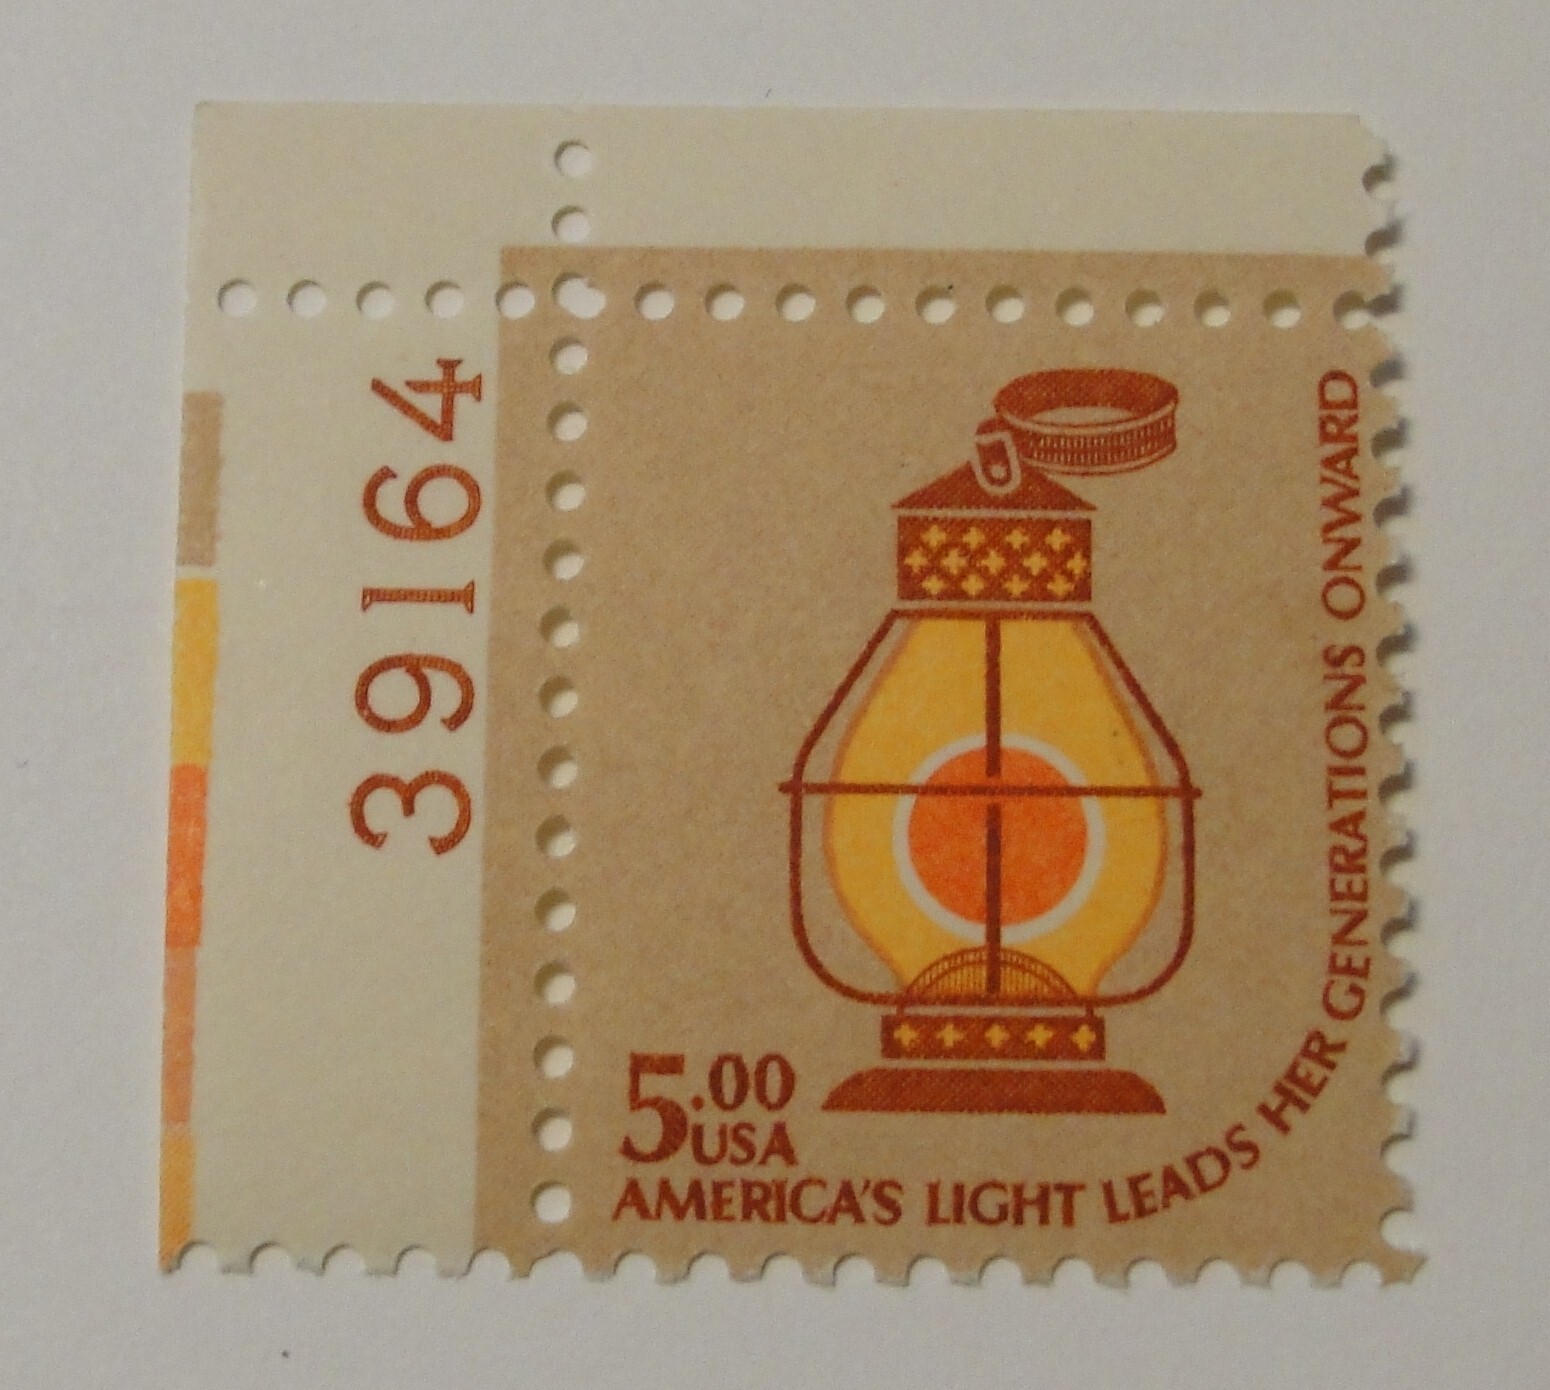 39164
5.00
USA
AMERICA'S LIGHT LEADS HER GENERATIONS ONWARD